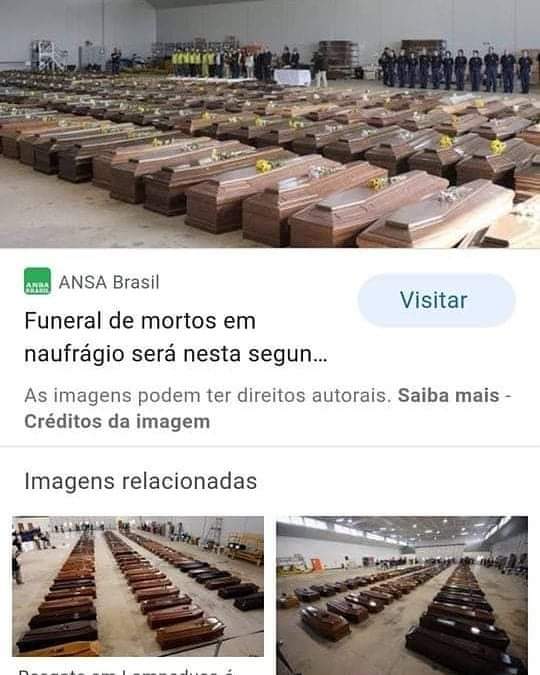 ANSA BRASIL
ANSA Brasil
Visitar
Funeral de mortos em
naufrágio será nesta segun...
As imagens podem ter direitos autorais. Saiba mais -
Créditos da imagem
Imagens relacionadas